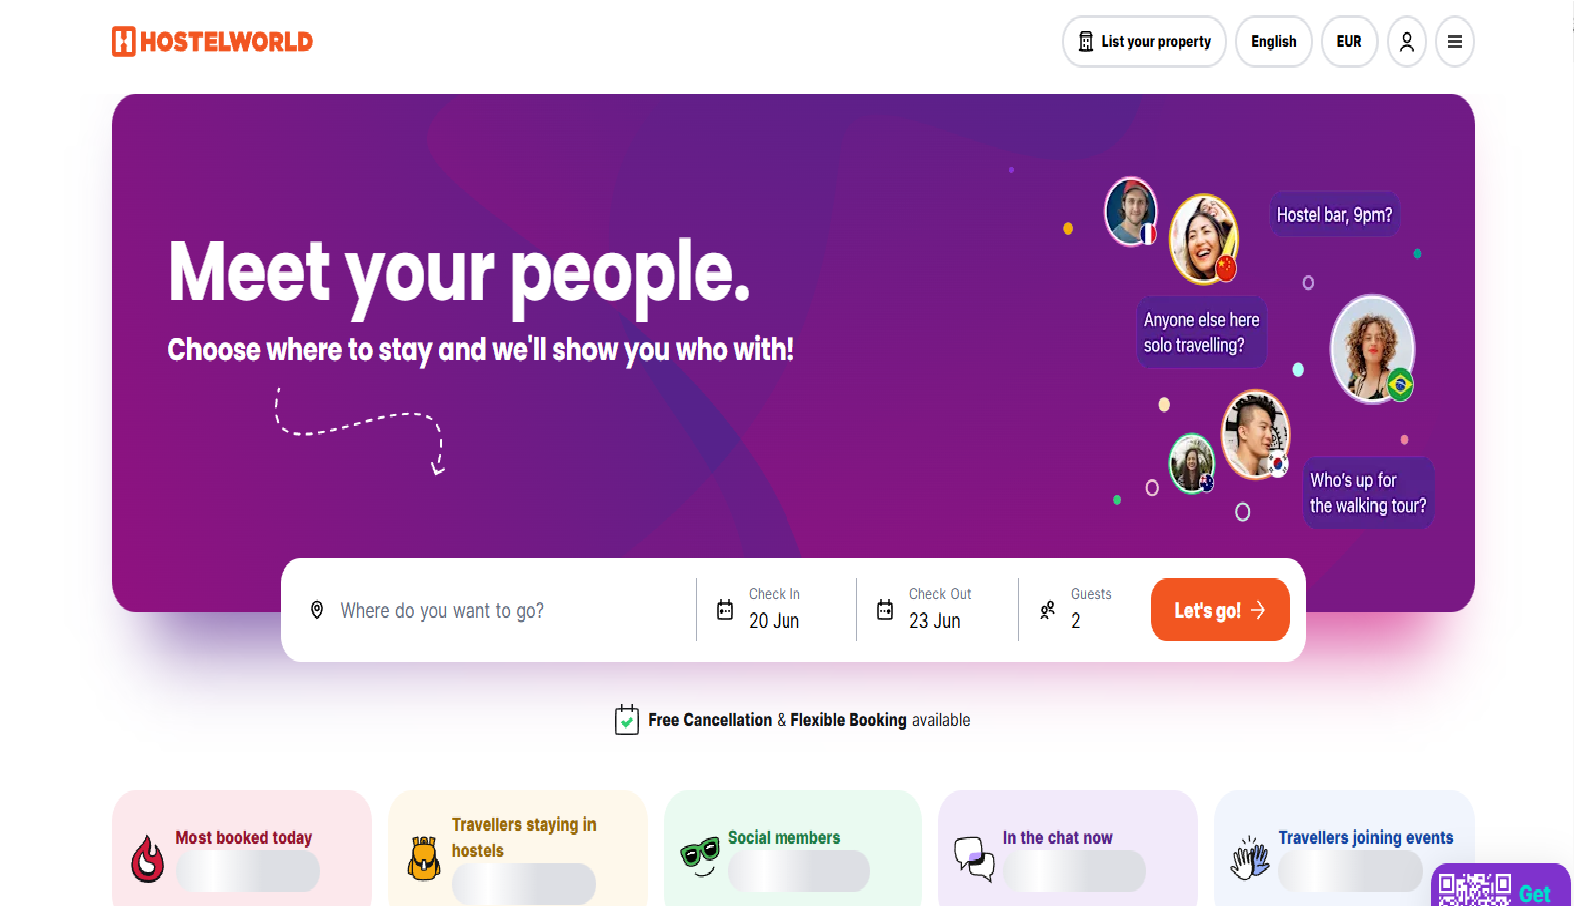 HOSTELWORLD
List your property
English
EUR
Meet your people.
Choose where to stay and we'll show you who with!
Hostel bar, 9pm?
Anyone else here
solo travelling?
Who's up for
the walking tour?
Where do you want to go?
Check In
20 Jun
Check Out
23 Jun
Guests
2
Let's go!
Free Cancellation & Flexible Booking available
Most booked today
Travellers staying in
hostels
Social members
In the chat now
Travellers joining events
Get